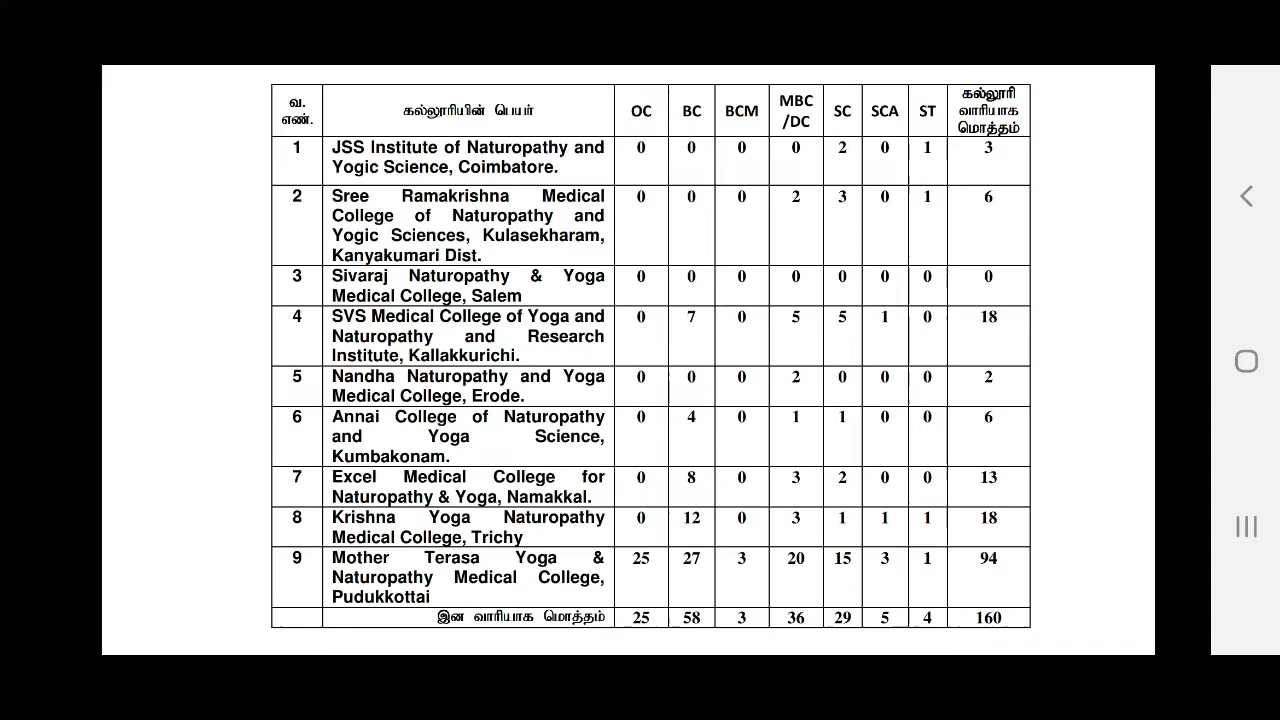 வ. எண். கல்லூரியின் பெயர் OC BC BCM MBC /DC SC SCA ST கல்லூரி வாரியாக மொத்தம்
1 JSS Institute of Naturopathy and 0 0 0 0 2 0 1 3
Yogic Science, Coimbatore.
2 Sree Ramakrishna Medical 0 0 0 2 3 0 1 6
College of Naturopathy and
Yogic Sciences, Kulasekharam,
Kanyakumari Dist.
3 Sivaraj Naturopathy & Yoga 0 0 0 0 0 0 0 0
Medical College, Salem
4 SVS Medical College of Yoga and 0 7 0 5 5 1 0 18
Naturopathy and Research
Institute, Kallakkurichi.
5 Nandha Naturopathy and Yoga 0 0 0 2 0 0 0 2
Medical College, Erode.
6 Annai College of Naturopathy 0 4 0 1 1 0 0 6
and Yoga Science,
Kumbakonam.
7 Excel Medical College for 0 8 0 3 2 0 0 13
Naturopathy & Yoga, Namakkal.
8 Krishna Yoga Naturopathy 0 12 0 3 1 1 1 18
Medical College, Trichy
9 Mother Terasa Yoga & 25 27 3 20 15 3 1 94
Naturopathy Medical College,
Pudukkottai
இன வாரியாக மொத்தம் 25 58 3 36 29 5 4 160